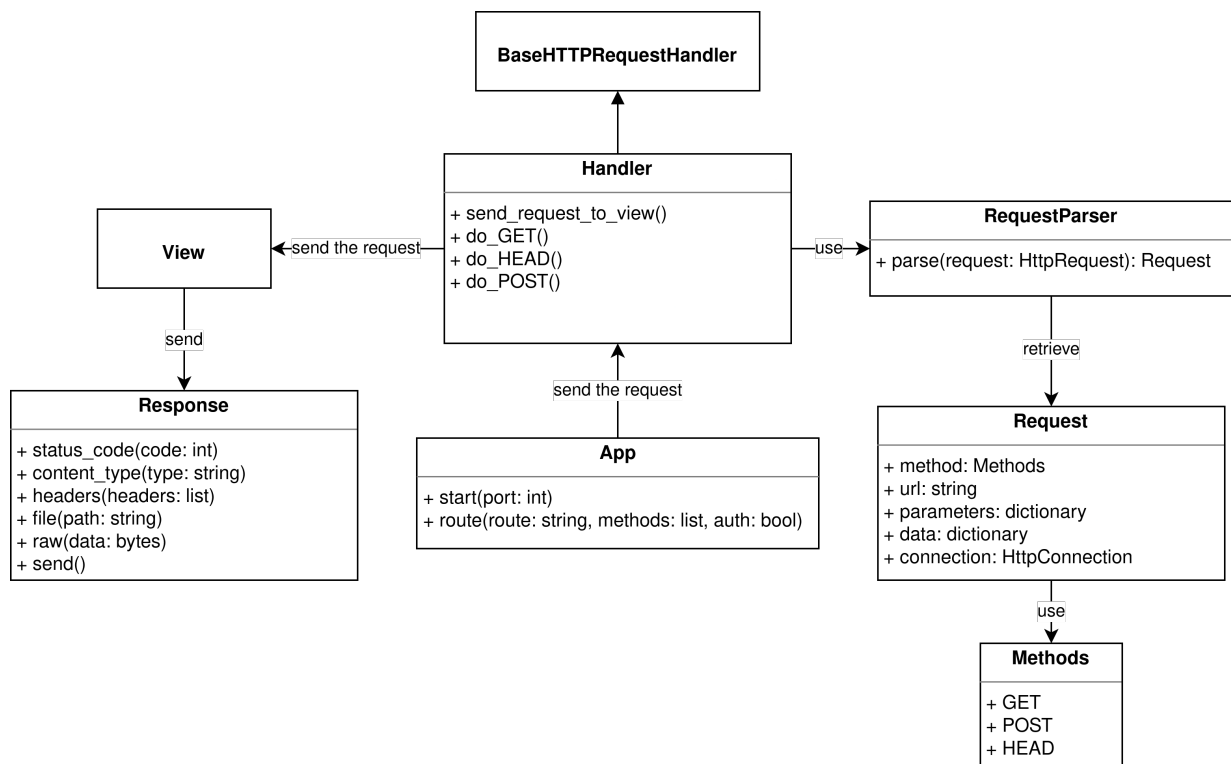 BaseHTTPRequestHandler
Handler
+ send_request_to_view()
+ do_GET()
+ do_HEAD()
+ do_POST()
send the request
View
send
Response
+ status_code(code: int)
+ content_type(type: string)
+ headers(headers: list)
+ file(path: string)
+ raw(data: bytes)
+ send()
send the request
App
+ start(port: int)
+ route(route: string, methods: list, auth: bool)
use
RequestParser
+ parse(request: HttpRequest): Request
retrieve
Request
+ method: Methods
+ url: string
+ parameters: dictionary
+ data: dictionary
+ connection: HttpConnection
use
Methods
+ GET
+ POST
+ HEAD